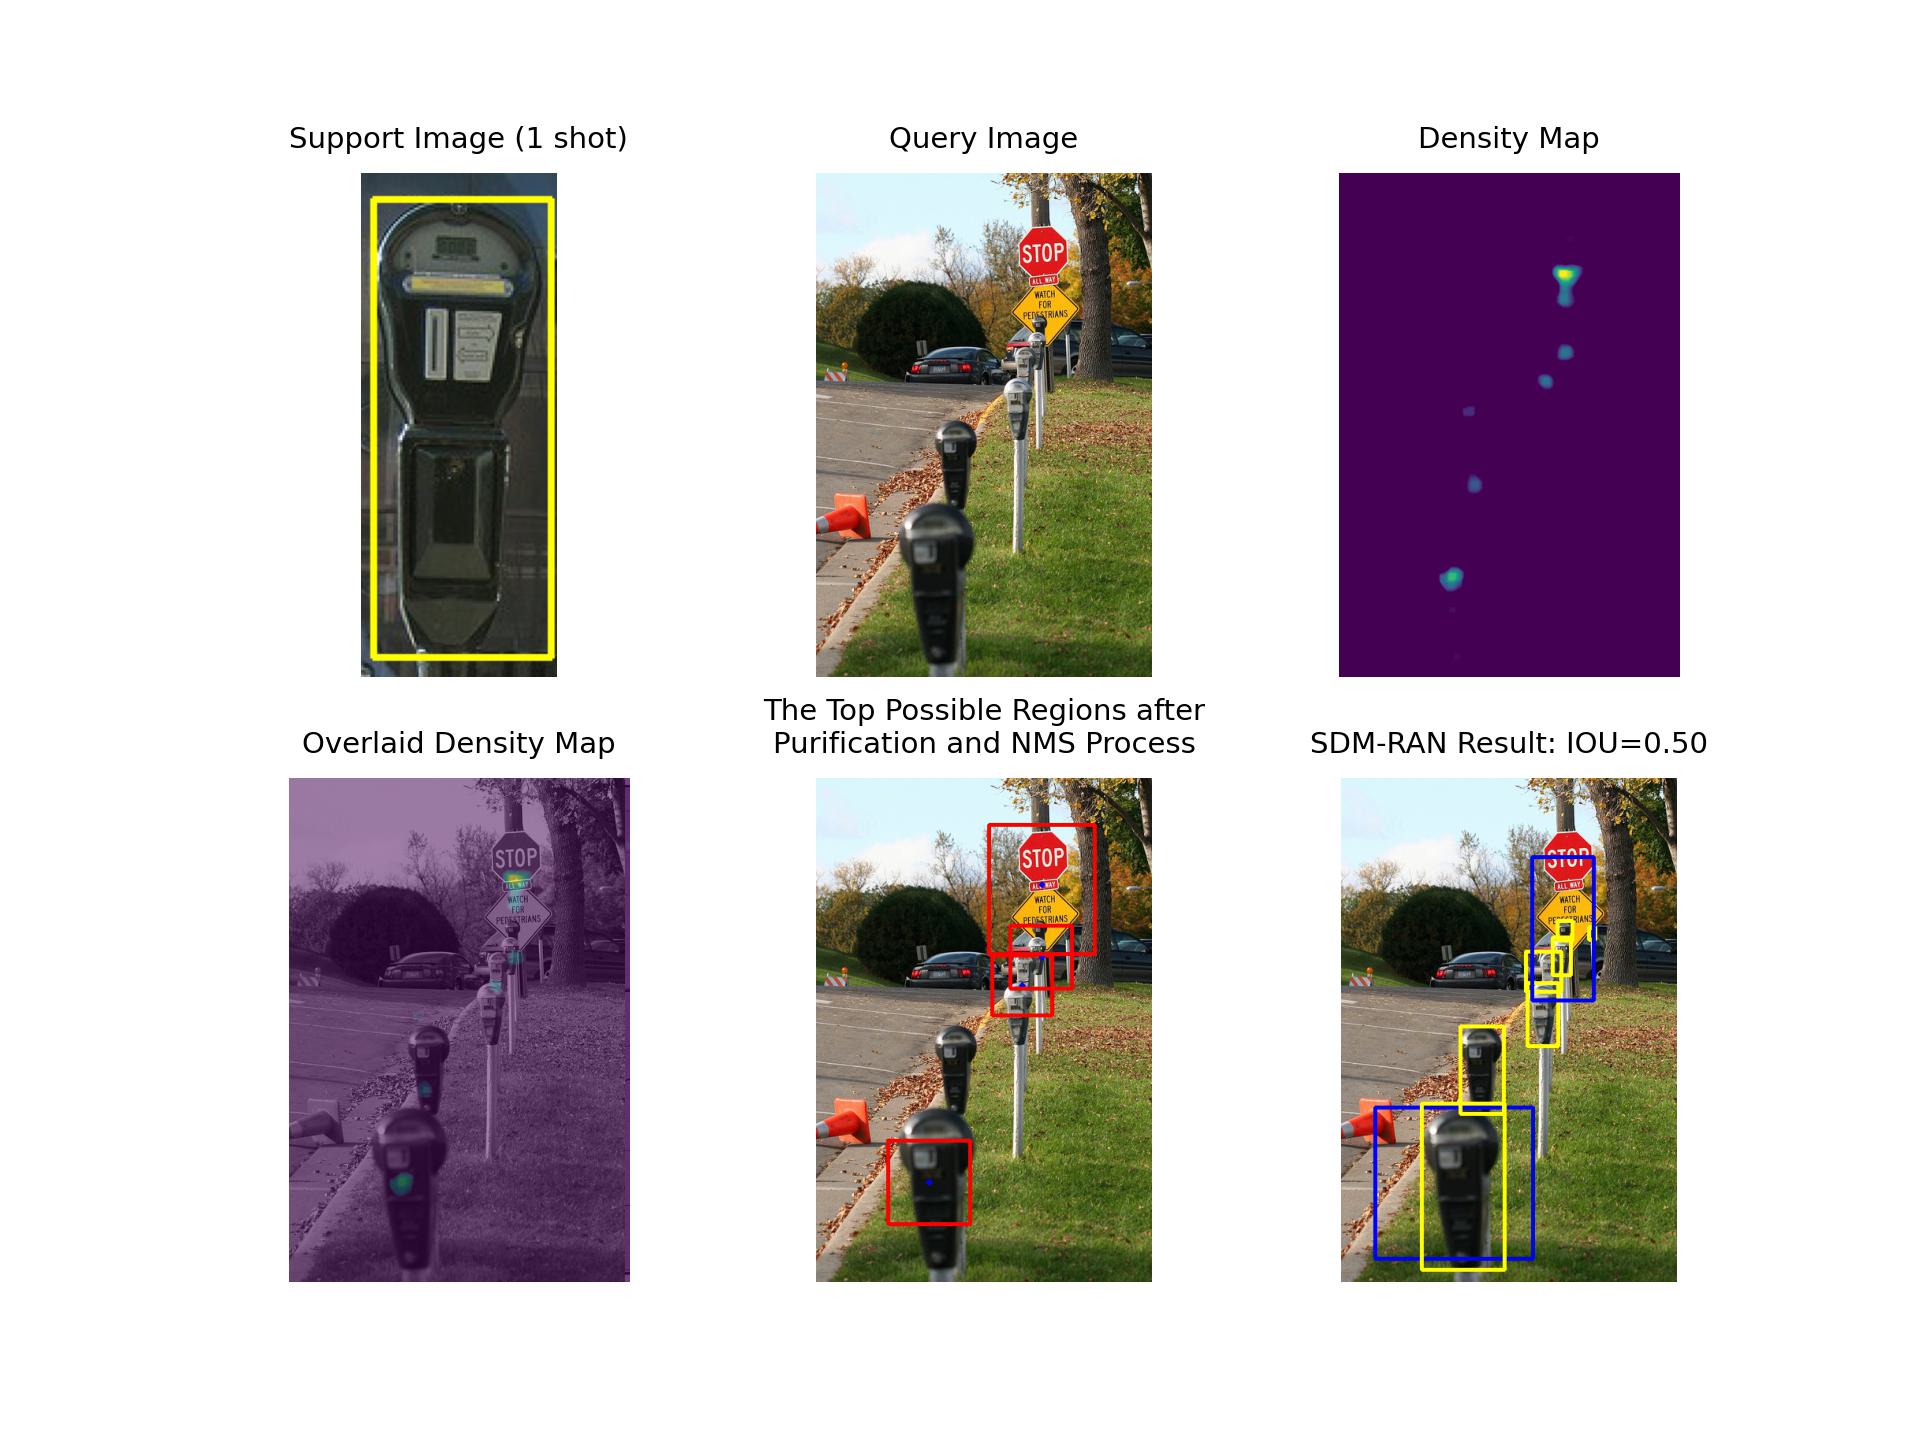 Support Image (1 shot)
Query Image
Density Map
STOP
ALL WAY
WATCH
FOR
PEDESTRIANS
Overlaid Density Map
The Top Possible Regions after
Purification and NMS Process
SDM-RAN Result: IOU=0.50
STOP
ALL WAY
WATCH
FOR
PEDESTRIANS
STOP
ALL WAY
WATCH
FOR
PEDESTRIANS
STOP
ALL WAY
WATCH
FOR
PEDESTRIANS